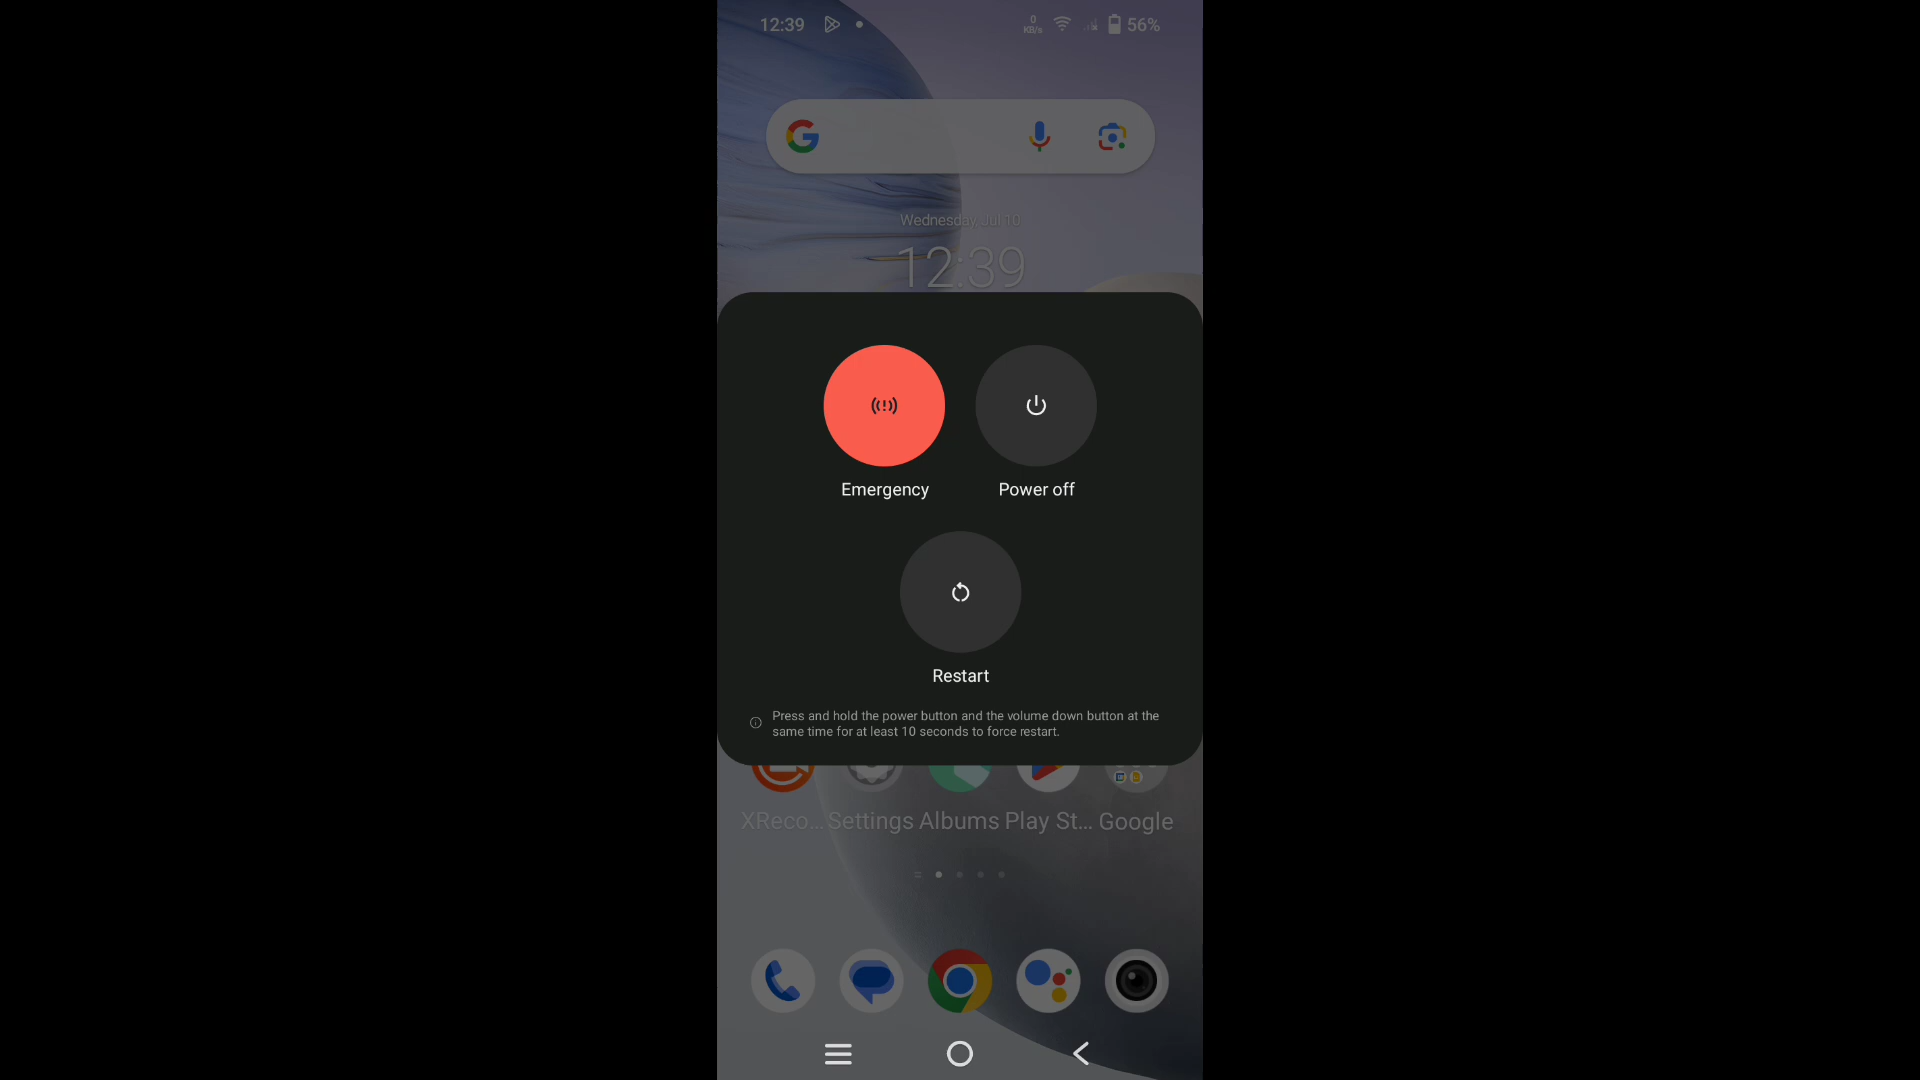 12:39
0
KB/s
56%
Wednesday, Jul 10
12:39
Emergency
Power off
Restart
Press and hold the power button and the volume down button at the
same time for at least 10 seconds to force restart.
XReco... Settings Albums Play St... Google